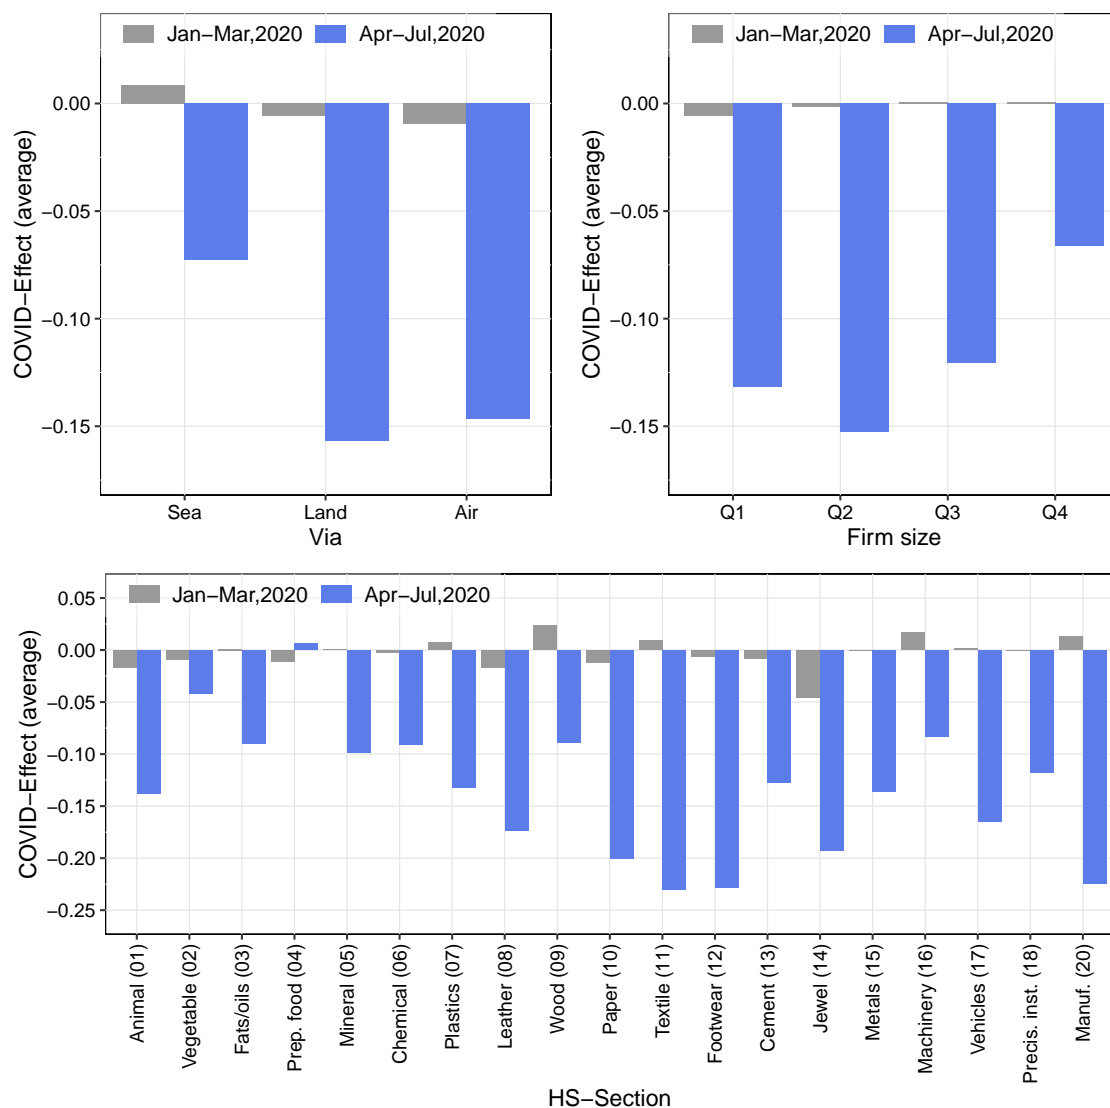 Jan−Mar,2020 Apr−Jul,2020
0.00
−0.05
−0.10
−0.15
COVID−Effect (average)
Sea Land Air
Via
Jan−Mar,2020 Apr−Jul,2020
0.00
−0.05
−0.10
−0.15
COVID−Effect (average)
Q1 Q2 Q3 Q4
Firm size
Jan−Mar,2020 Apr−Jul,2020
0.05
0.00
−0.05
−0.10
−0.15
−0.20
−0.25
COVID−Effect (average)
Animal (01)
Vegetable (02)
Fats/oils (03)
Prep. food (04)
Mineral (05)
Chemical (06)
Plastics (07)
Leather (08)
Wood (09)
Paper (10)
Textile (11)
Footwear (12)
Cement (13)
Jewel (14)
Metals (15)
Machinery (16)
Vehicles (17)
Precis. inst. (18)
Manuf. (20)
HS−Section